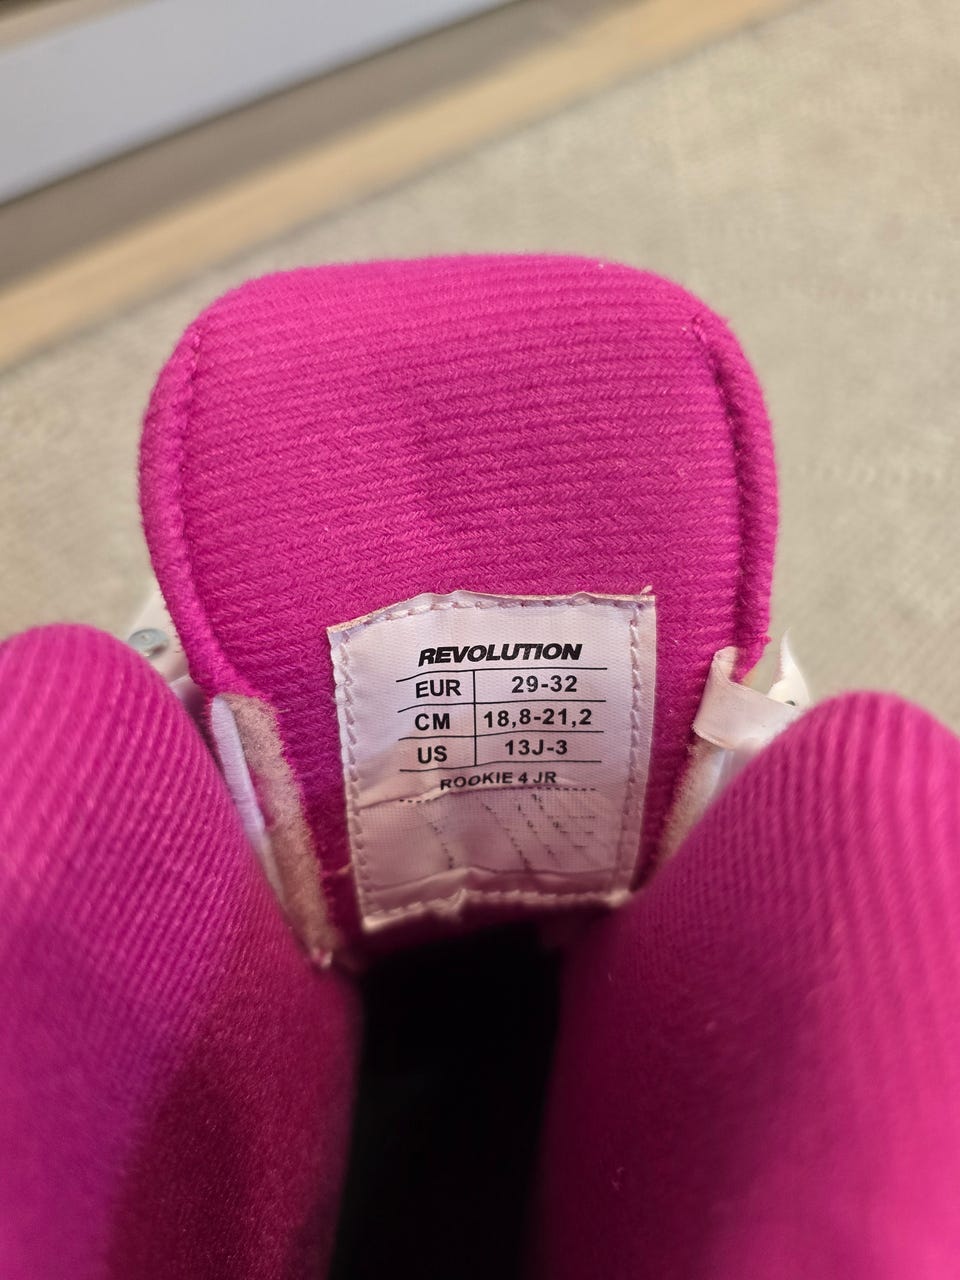 REVOLUTION
EUR 29-32
CM 18,8-21,2
US 13J-3
ROOKIE 4 JR